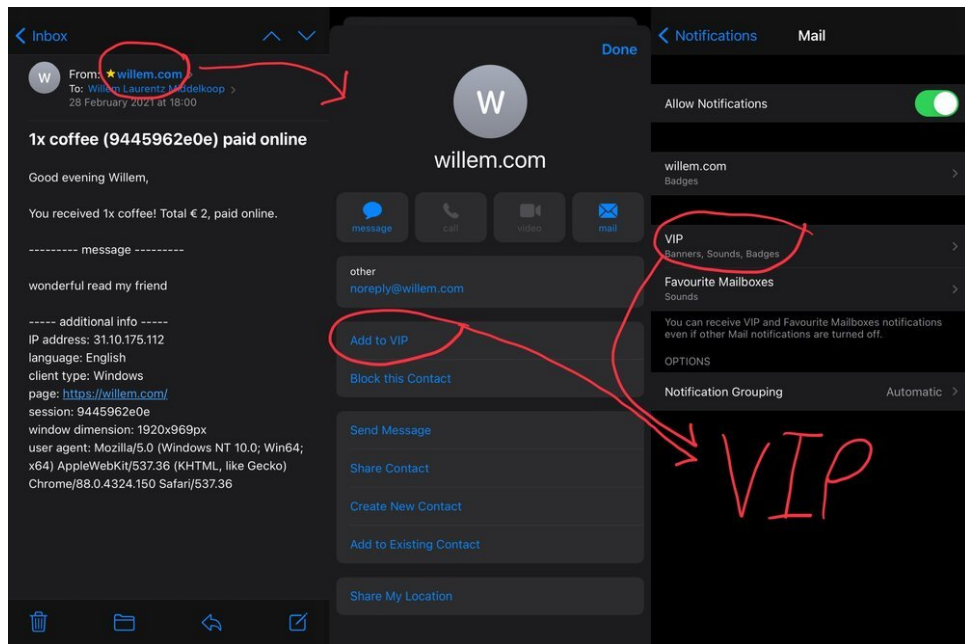 Inbox
W
From: willem.com
To: Willem Laurentz Middelkoop
28 February 2021 at 18:00
1x coffee (9445962e0e) paid online
Good evening Willem,
You received 1x coffee! Total € 2, paid online.
--------- message ---------
wonderful read my friend
----- additional info -----
IP address: 31.10.175.112
language: English
client type: Windows
page: https://willem.com/
session: 9445962e0e
window dimension: 1920x969px
user agent: Mozilla/5.0 (Windows NT 10.0; Win64;
x64) AppleWebKit/537.36 (KHTML, like Gecko)
Chrome/88.0.4324.150 Safari/537.36
Done
W
willem.com
message
call
video
mail
other
noreply@willem.com
Add to VIP
Block this Contact
Send Message
Share Contact
Create New Contact
Add to Existing Contact
Share My Location
Notifications
Mail
Allow Notifications
willem.com
Badges
VIP
Banners, Sounds, Badges
Favourite Mailboxes
Sounds
You can receive VIP and Favourite Mailboxes notifications
even if other Mail notifications are turned off.
OPTIONS
Notification Grouping Automatic
VIP